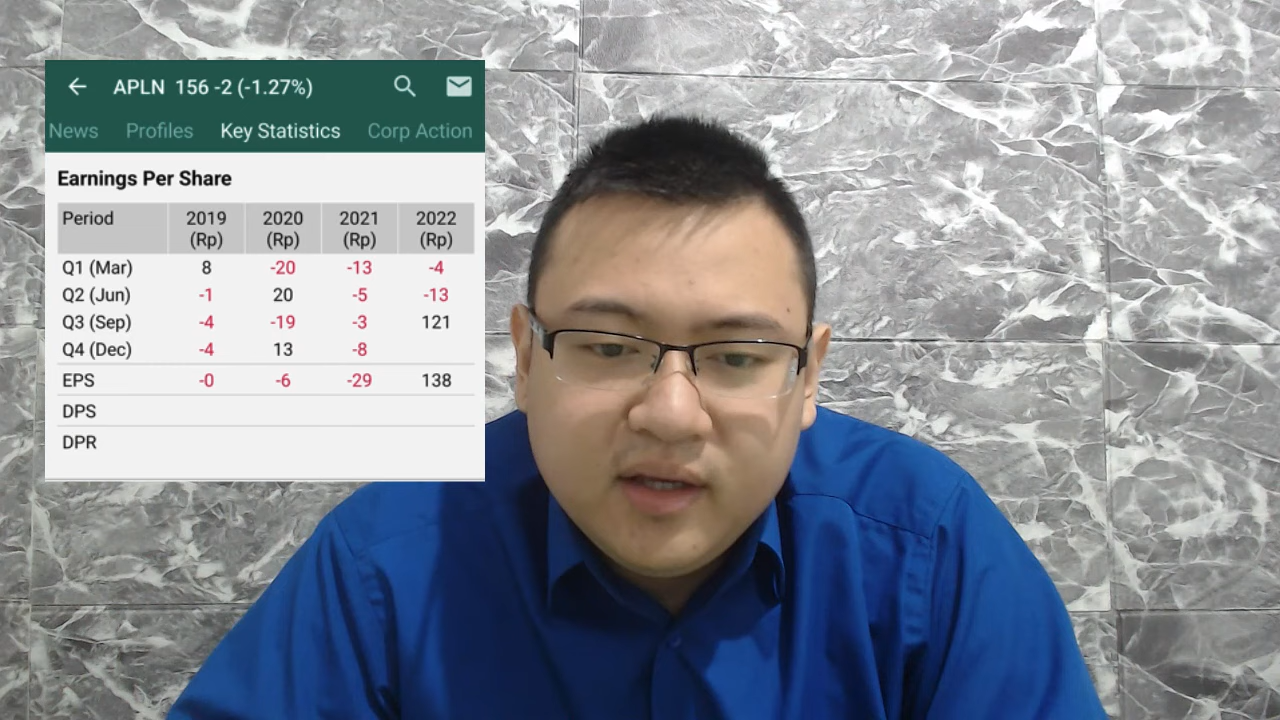 APLN 156 -2 (-1.27%)
News Profiles Key Statistics Corp Action
Earnings Per Share
Period 2019 (Rp) 2020 (Rp) 2021 (Rp) 2022 (Rp)
Q1 (Mar) 8 -20 -13 -4
Q2 (Jun) -1 20 -5 -13
Q3 (Sep) -4 -19 -3 121
Q4 (Dec) -4 13 -8
EPS -0 -6 -29 138
DPS
DPR